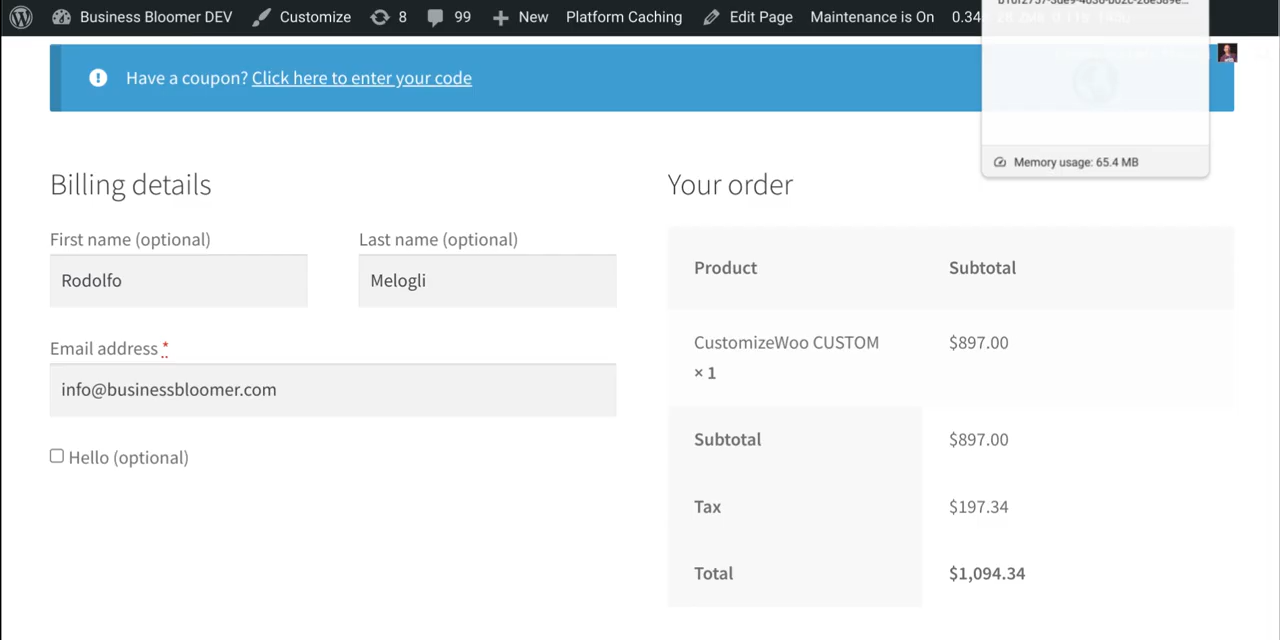 Business Bloomer DEV Customize 8 99 New Platform Caching Edit Page Maintenance is On
Have a coupon? Click here to enter your code
Memory usage: 65.4 MB
Billing details
Your order
First name (optional) Last name (optional)
Rodolfo Melogli
Email address *
info@businessbloomer.com
Hello (optional)
Product Subtotal
CustomizeWoo CUSTOM $897.00
× 1
Subtotal $897.00
Tax $197.34
Total $1,094.34